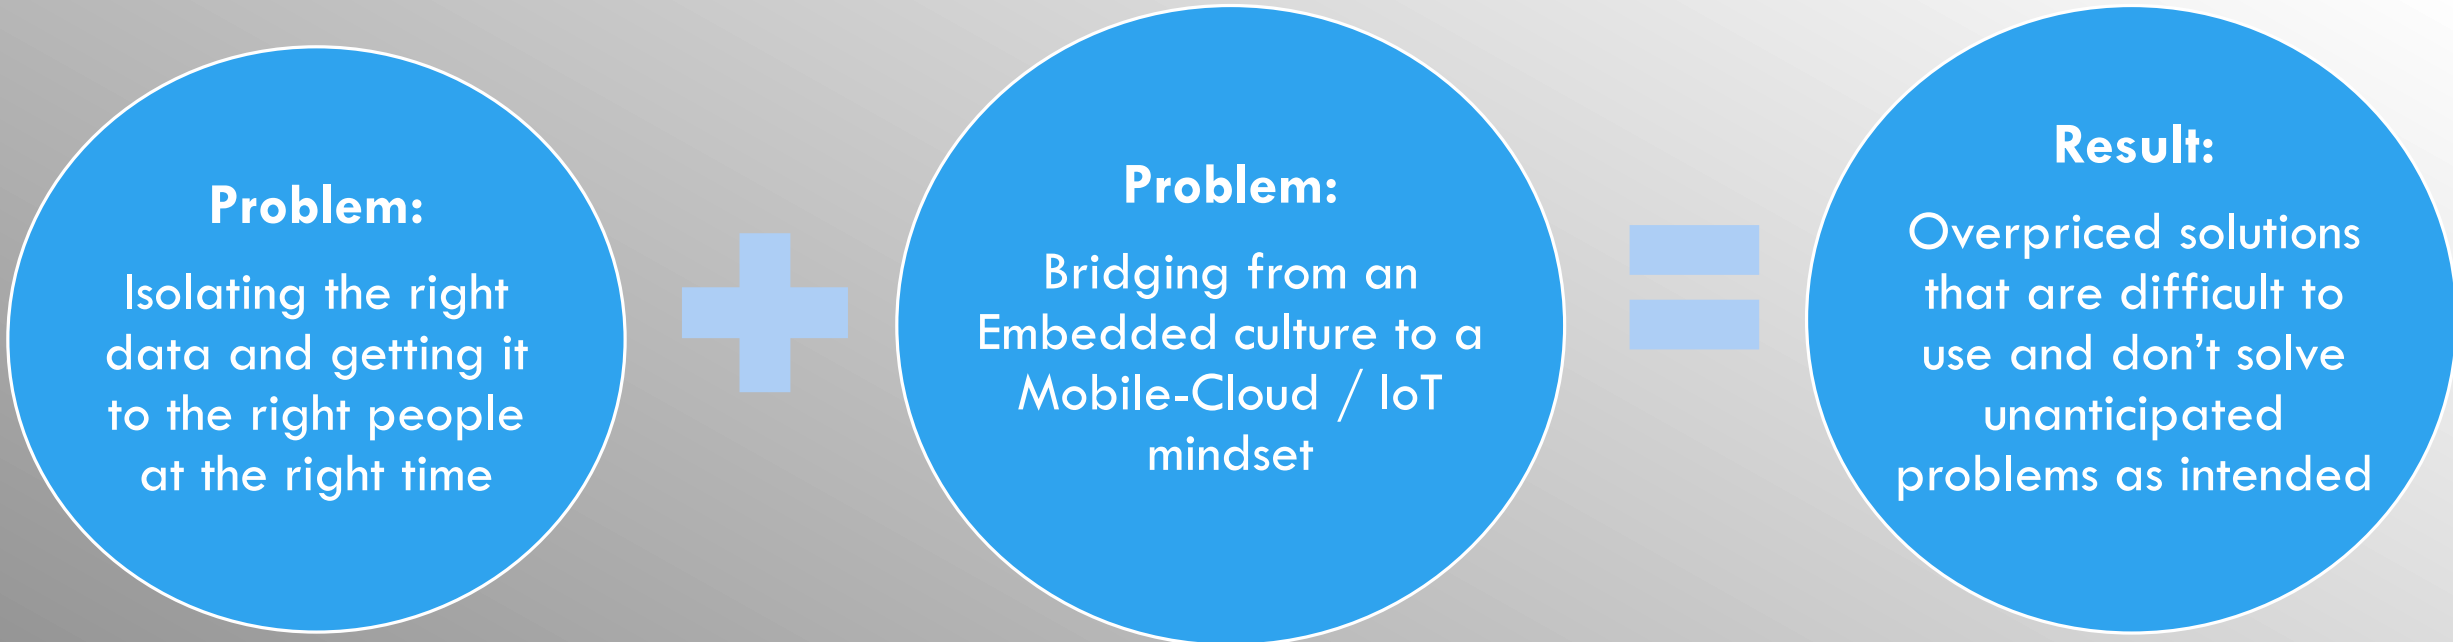 Problem:
Isolating the right
data and getting it
to the right people
at the right time
Problem:
Bridging from an
Embedded culture to a
Mobile-Cloud / IoT
mindset
Result:
Overpriced solutions
that are difficult to
use and don’t solve
unanticipated
problems as intended